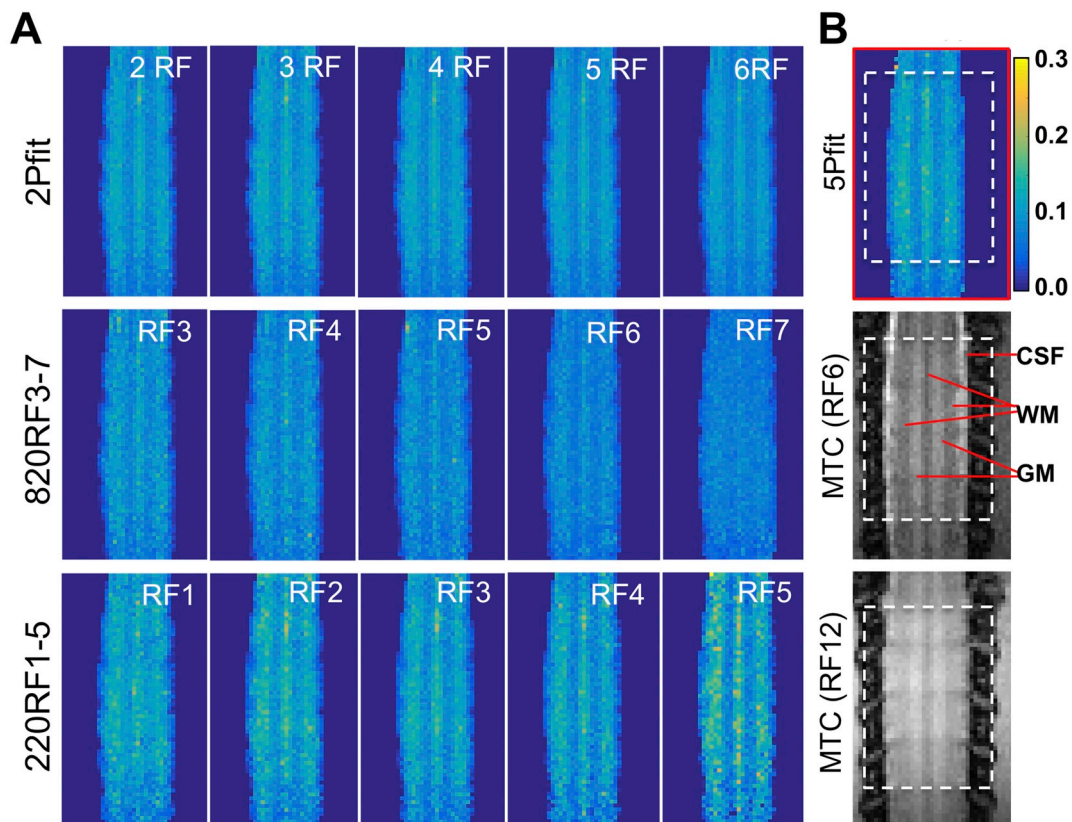 A
B
2Pfit
2 RF
3 RF
4 RF
5 RF
6RF
820RF3-7
RF3
RF4
RF5
RF6
RF7
220RF1-5
RF1
RF2
RF3
RF4
RF5
5Pfit
0.3
0.2
0.1
0.0
MTC (RF6)
CSF
WM
GM
MTC (RF12)